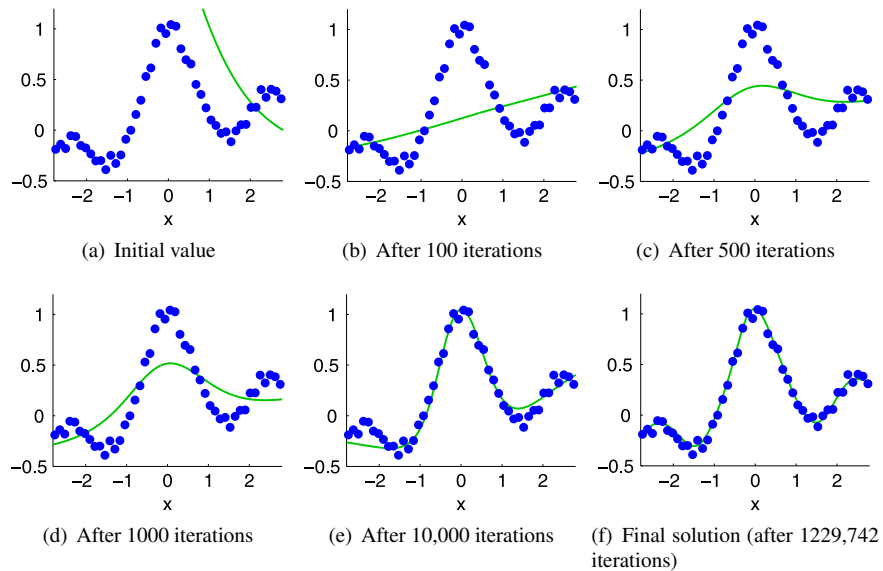 1
0.5
0
−0.5
−2 −1 0 1 2
x
(a) Initial value
1
0.5
0
−0.5
−2 −1 0 1 2
x
(b) After 100 iterations
1
0.5
0
−0.5
−2 −1 0 1 2
x
(c) After 500 iterations
1
0.5
0
−0.5
−2 −1 0 1 2
x
(d) After 1000 iterations
1
0.5
0
−0.5
−2 −1 0 1 2
x
(e) After 10,000 iterations
1
0.5
0
−0.5
−2 −1 0 1 2
x
(f) Final solution (after 1229,742
iterations)